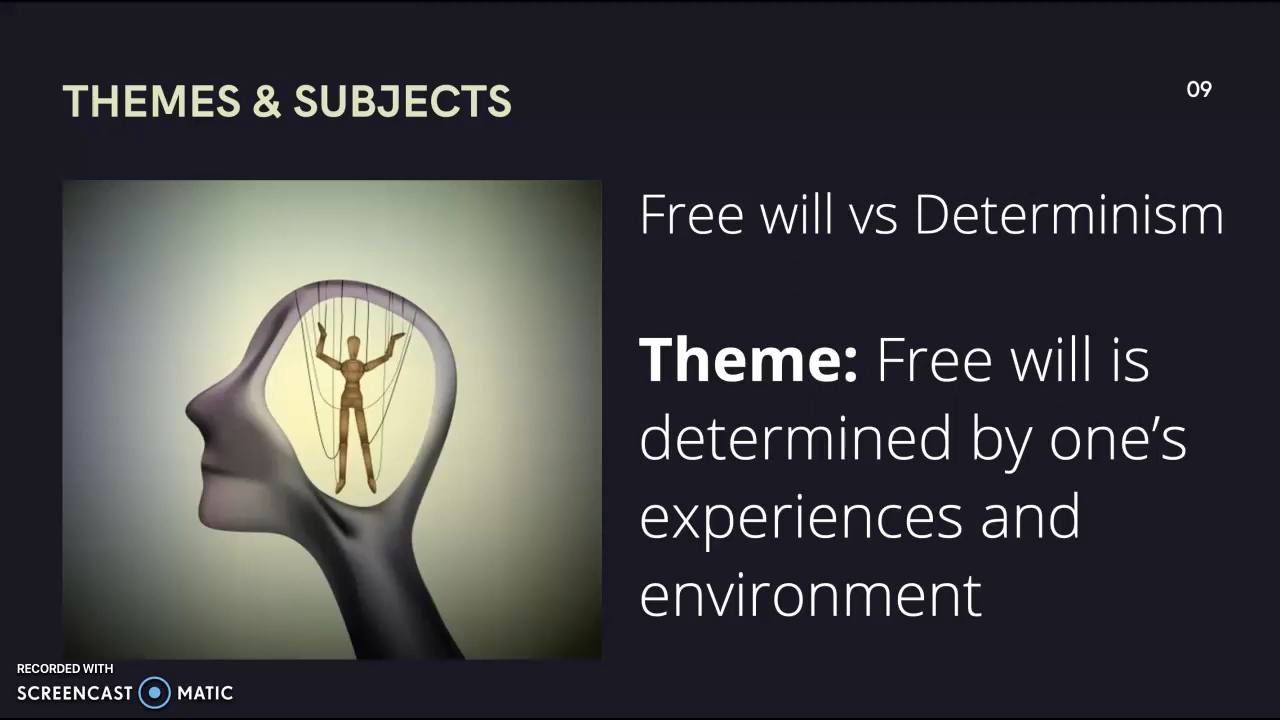 THEMES & SUBJECTS
09
Free will vs Determinism
Theme: Free will is
determined by one’s
experiences and
environment
RECORDED WITH
SCREENCAST MATIC